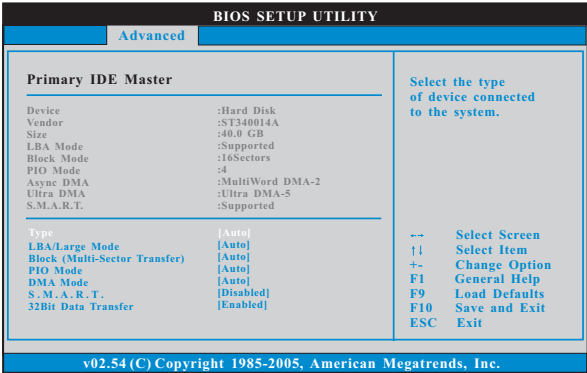 BIOS SETUP UTILITY
Advanced
Primary IDE Master
Device :Hard Disk
Vendor :ST340014A
Size :40.0 GB
LBA Mode :Supported
Block Mode :16Sectors
PIO Mode :4
Async DMA :MultiWord DMA-2
Ultra DMA :Ultra DMA-5
S.M.A.R.T. :Supported
Type [Auto]
LBA/Large Mode [Auto]
Block (Multi-Sector Transfer) [Auto]
PIO Mode [Auto]
DMA Mode [Auto]
S.M.A.R.T. [Disabled]
32Bit Data Transfer [Enabled]
Select the type
of device connected
to the system.
←→ Select Screen
↑↓ Select Item
+- Change Option
F1 General Help
F9 Load Defaults
F10 Save and Exit
ESC Exit
v02.54 (C) Copyright 1985-2005, American Megatrends, Inc.